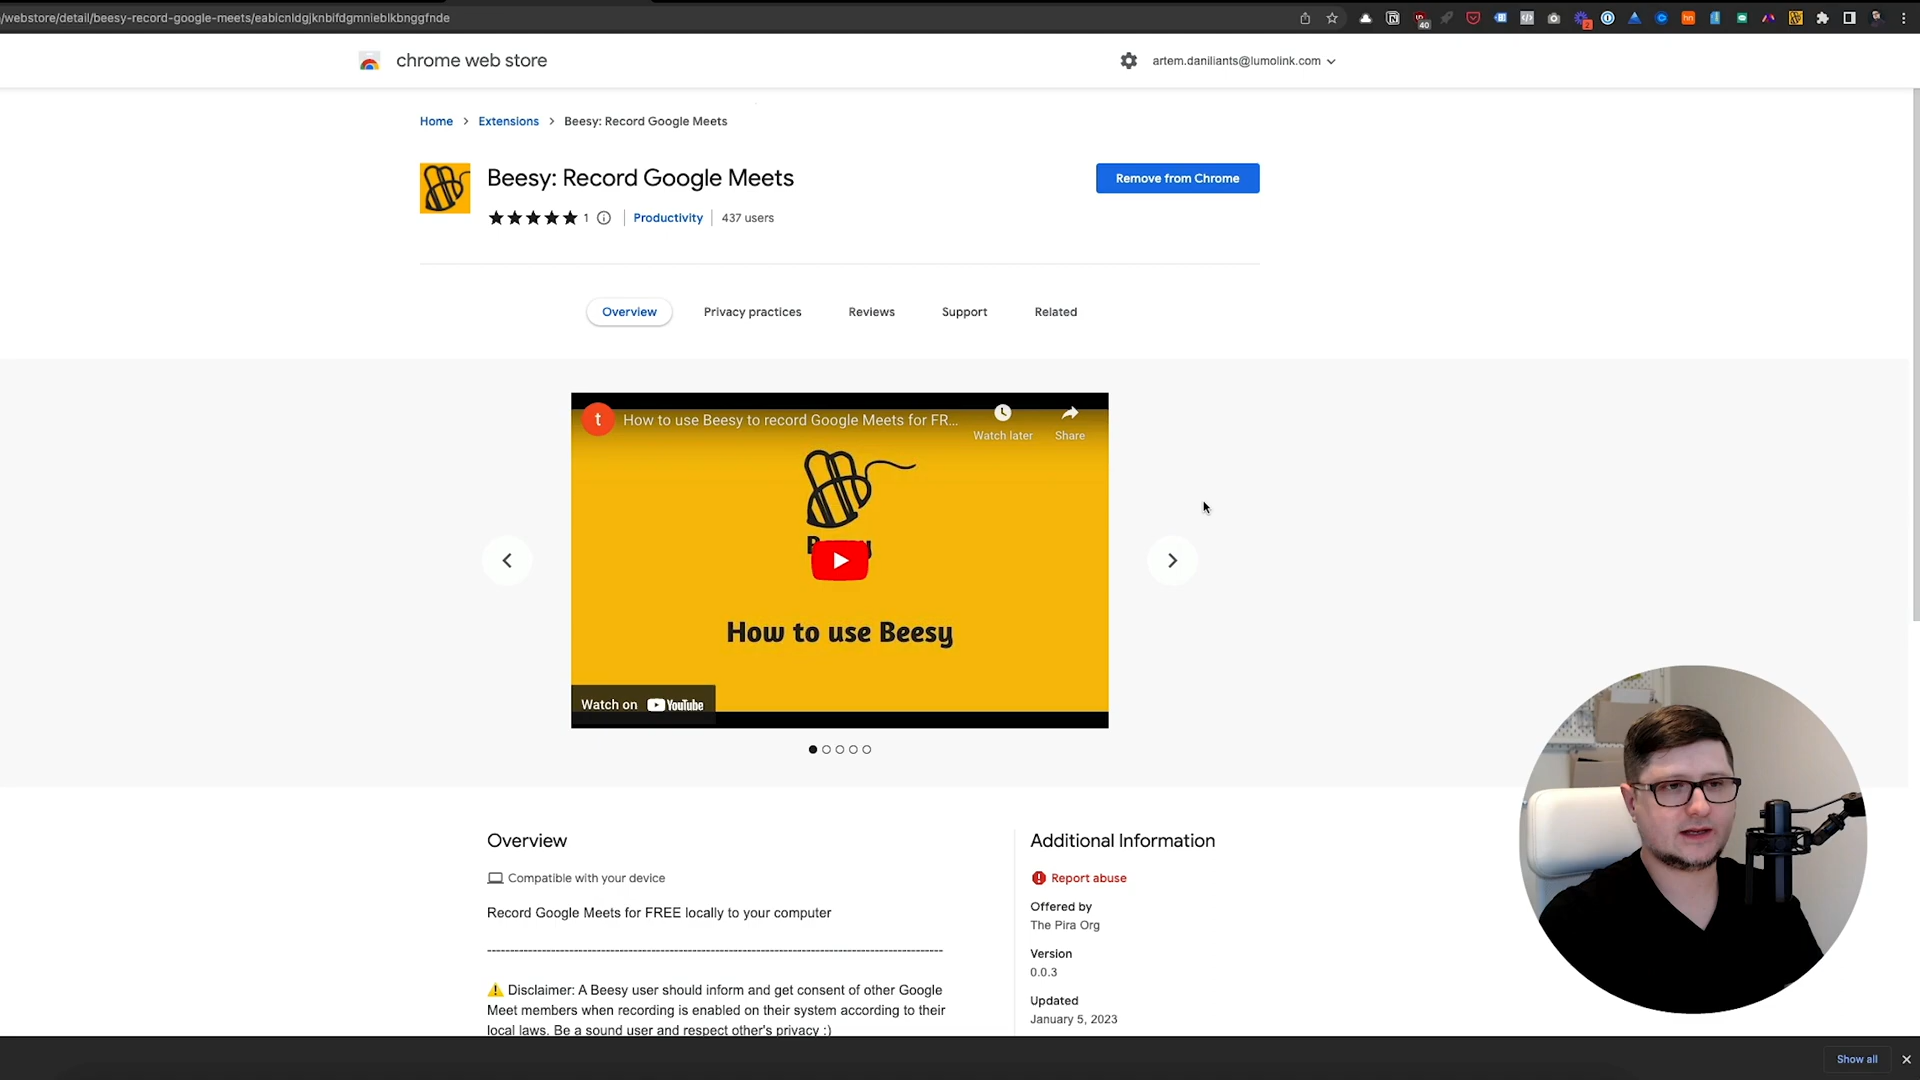 /webstore/detail/beesy-record-google-meets/eabicnldgjknbifdgmnieblkbnggfnde
40
2
chrome web store
artem.daniliants@lumolink.com
Home > Extensions > Beesy: Record Google Meets
Beesy: Record Google Meets
Remove from Chrome
1
Productivity
437 users
Overview
Privacy practices
Reviews
Support
Related
t
How to use Beesy to record Google Meets for FR...
Watch later
Share
How to use Beesy
Watch on YouTube
Overview
Compatible with your device
Record Google Meets for FREE locally to your computer
Disclaimer: A Beesy user should inform and get consent of other Google
Meet members when recording is enabled on their system according to their
local laws. Be a sound user and respect other's privacy :)
Additional Information
Report abuse
Offered by
The Pira Org
Version
0.0.3
Updated
January 5, 2023
Show all